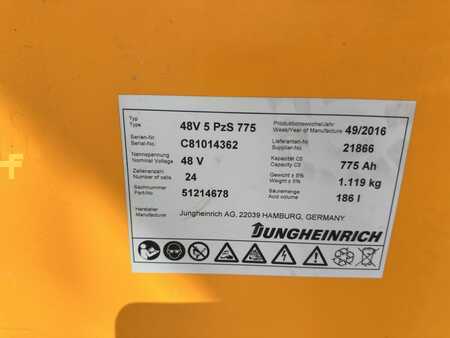 Typ
Type 48V 5 PzS 775
Produktionswoche/Jahr
Week/Year of Manufacture 49/2016
Serien-Nr.
Serial-No. C81014362
Lieferanten-Nr.
Supplier-No. 21866
Nennspannung
Nominal Voltage 48 V
Kapazität C5
Capacity C5 775 Ah
Zellenanzahl
Number of cells 24
Gewicht ± 5%
Weight ± 5% 1.119 kg
Sachnummer
Part-No. 51214678
Säuremenge
Acid volume 186 l
Hersteller
Manufacturer Jungheinrich AG, 22039 HAMBURG, GERMANY
JUNGHEINRICH